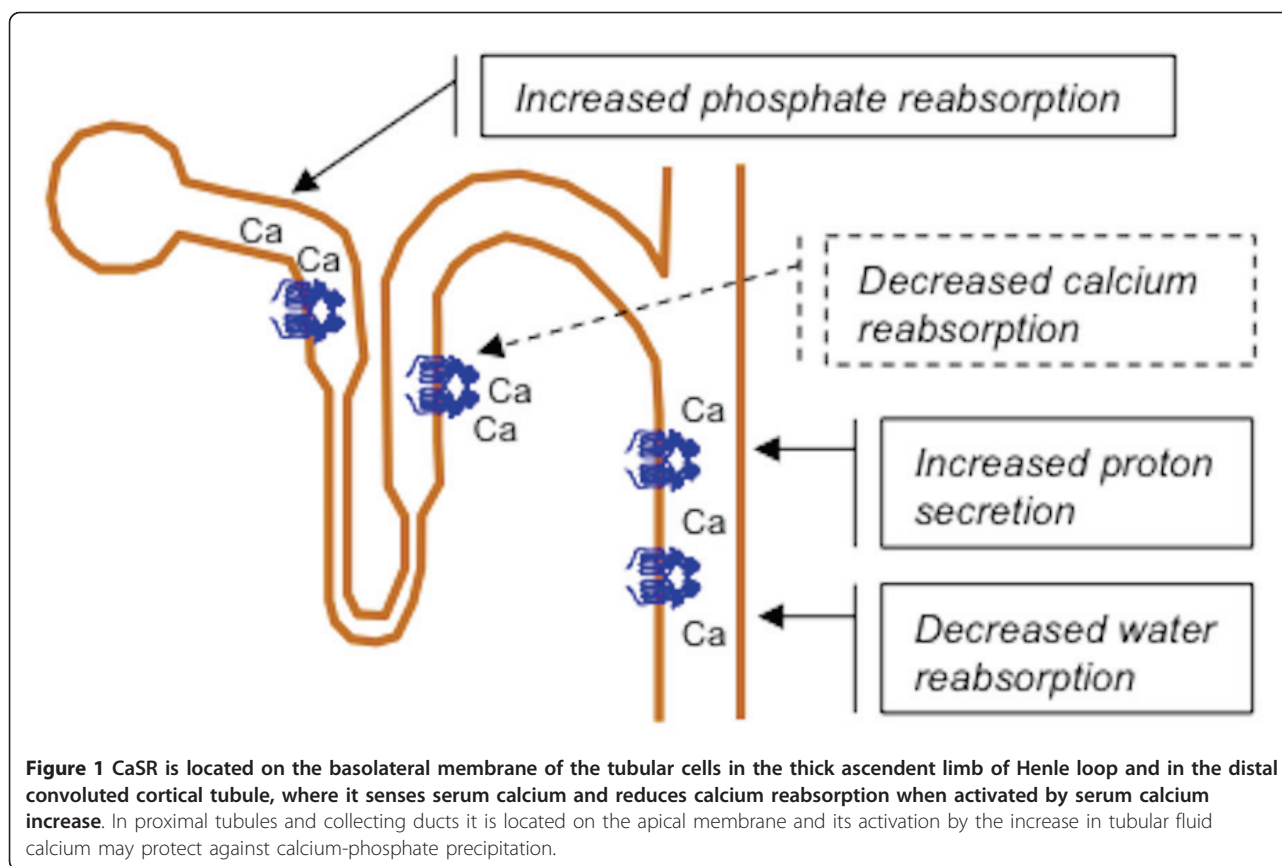 Increased phosphate reabsorption
Ca
Ca
Decreased calcium
reabsorption
Ca
Ca
Ca
Increased proton
secretion
Ca
Decreased water
reabsorption
Ca
Figure 1 CaSR is located on the basolateral membrane of the tubular cells in the thick ascendent limb of Henle loop and in the distal
convoluted cortical tubule, where it senses serum calcium and reduces calcium reabsorption when activated by serum calcium
increase. In proximal tubules and collecting ducts it is located on the apical membrane and its activation by the increase in tubular fluid
calcium may protect against calcium-phosphate precipitation.